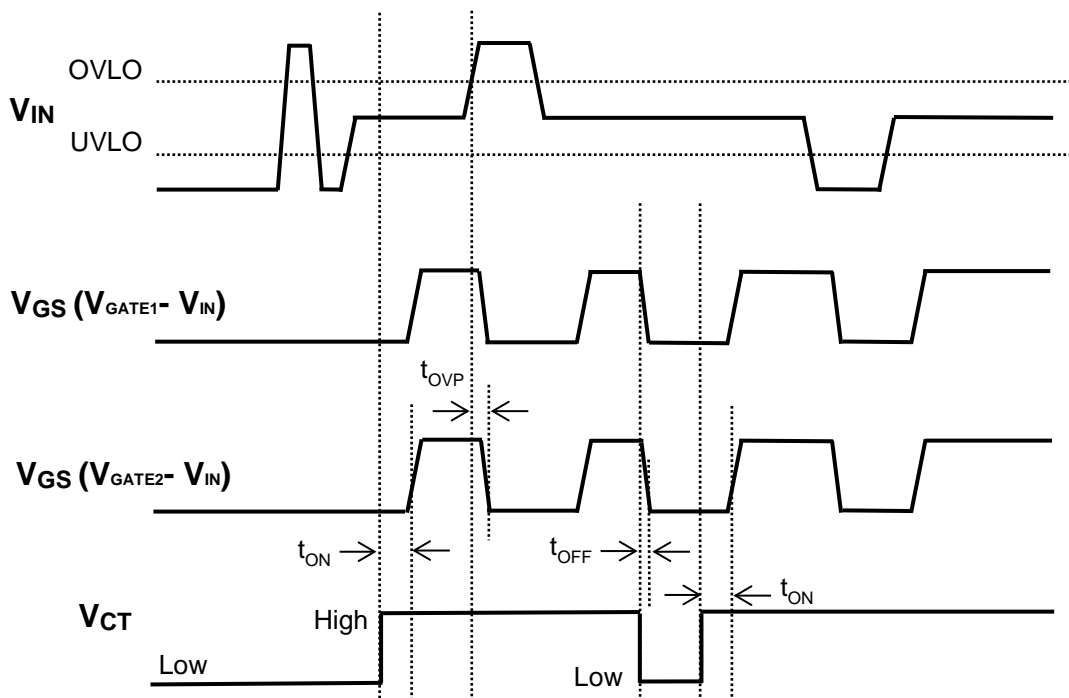 OVLO
VIN
UVLO
VGS (VGATE1- VIN)
tOVP
VGS (VGATE2- VIN)
tON
tOFF
tON
VCT
High
Low
Low